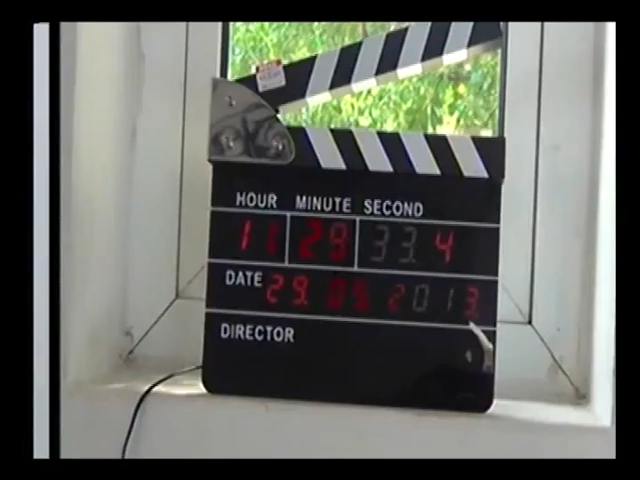 HOUR MINUTE SECOND
11 29 33.4
DATE 29.05 2013
DIRECTOR